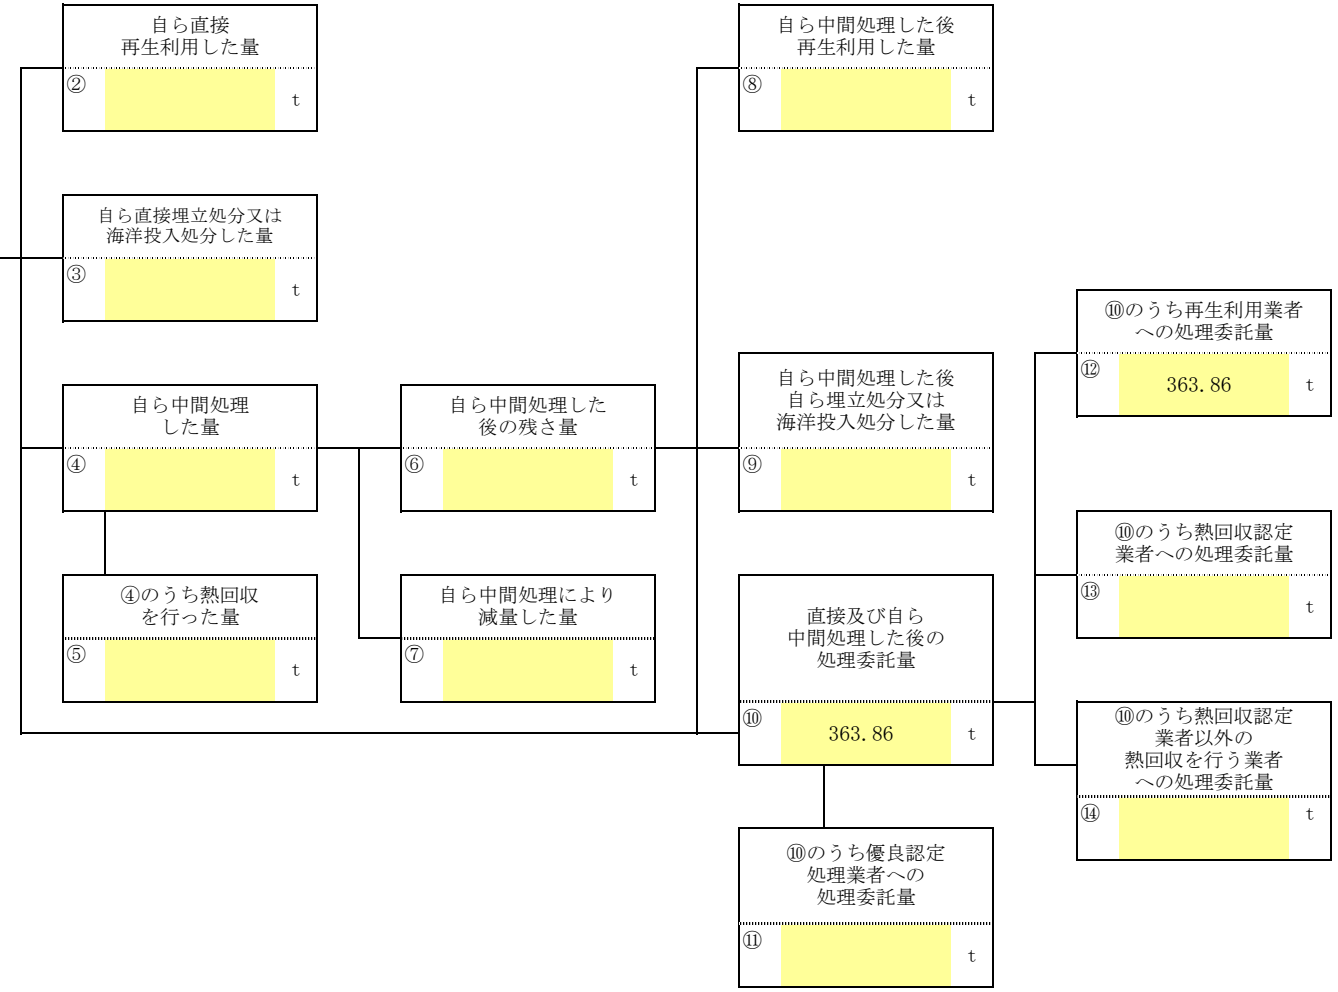 自ら直接
再生利用した量
②
t
自ら中間処理した後
再生利用した量
⑧
t
自ら直接埋立処分又は
海洋投入処分した量
③
t
⑩のうち再生利用業者
への処理委託量
⑫
363.86
t
自ら中間処理
した量
④
t
自ら中間処理した
後の残さ量
⑥
t
自ら中間処理した後
自ら埋立処分又は
海洋投入処分した量
⑨
t
⑩のうち熱回収認定
業者への処理委託量
⑬
t
④のうち熱回収
を行った量
⑤
t
自ら中間処理により
減量した量
⑦
t
直接及び自ら
中間処理した後の
処理委託量
⑩
363.86
t
⑩のうち熱回収認定
業者以外の
熱回収を行う業者
への処理委託量
⑭
t
⑩のうち優良認定
処理業者への
処理委託量
⑪
t